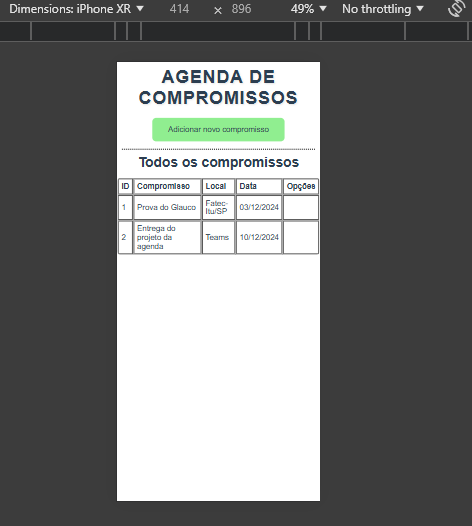 Dimensions: iPhone XR 414 × 896 49% No throttling
AGENDA DE
COMPROMISSOS
Adicionar novo compromisso
Todos os compromissos
ID Compromisso Local Data Opções
1 Prova do Glauco Fatec-
Itu/SP 03/12/2024
2 Entrega do
projeto da
agenda Teams 10/12/2024